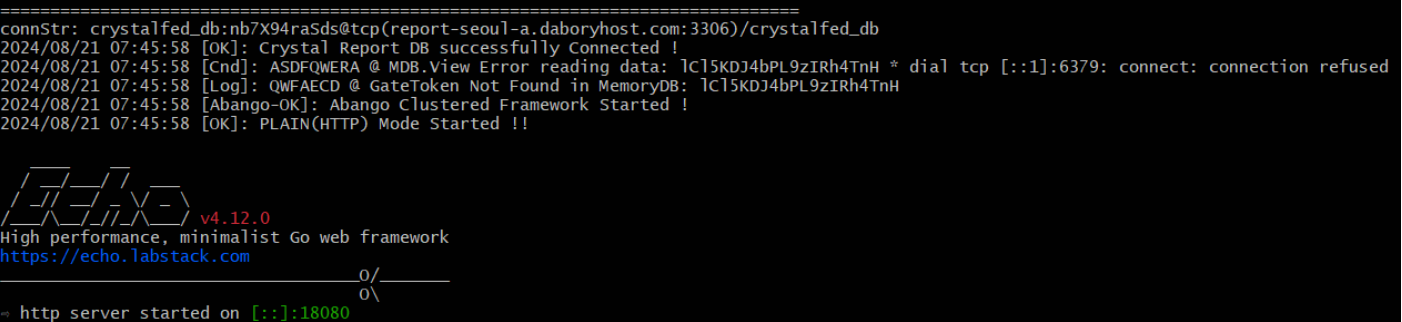 ================================================================================
connStr: crystalfed_db:nb7X94raSds@tcp(report-seoul-a.daboryhost.com:3306)/crystalfed_db
2024/08/21 07:45:58 [OK]: Crystal Report DB successfully Connected !
2024/08/21 07:45:58 [Cnd]: ASDFQWERA @ MDB.View Error reading data: lCl5KDJ4bPL9zIRh4TnH * dial tcp [::1]:6379: connect: connection refused
2024/08/21 07:45:58 [Log]: QWFAECD @ GateToken Not Found in MemoryDB: lCl5KDJ4bPL9zIRh4TnH
2024/08/21 07:45:58 [Abango-OK]: Abango Clustered Framework Started !
2024/08/21 07:45:58 [OK]: PLAIN(HTTP) Mode Started !!
Echo v4.12.0
High performance, minimalist Go web framework
https://echo.labstack.com
____________________________________O/_______
                                    O\
⇨ http server started on [::]:18080